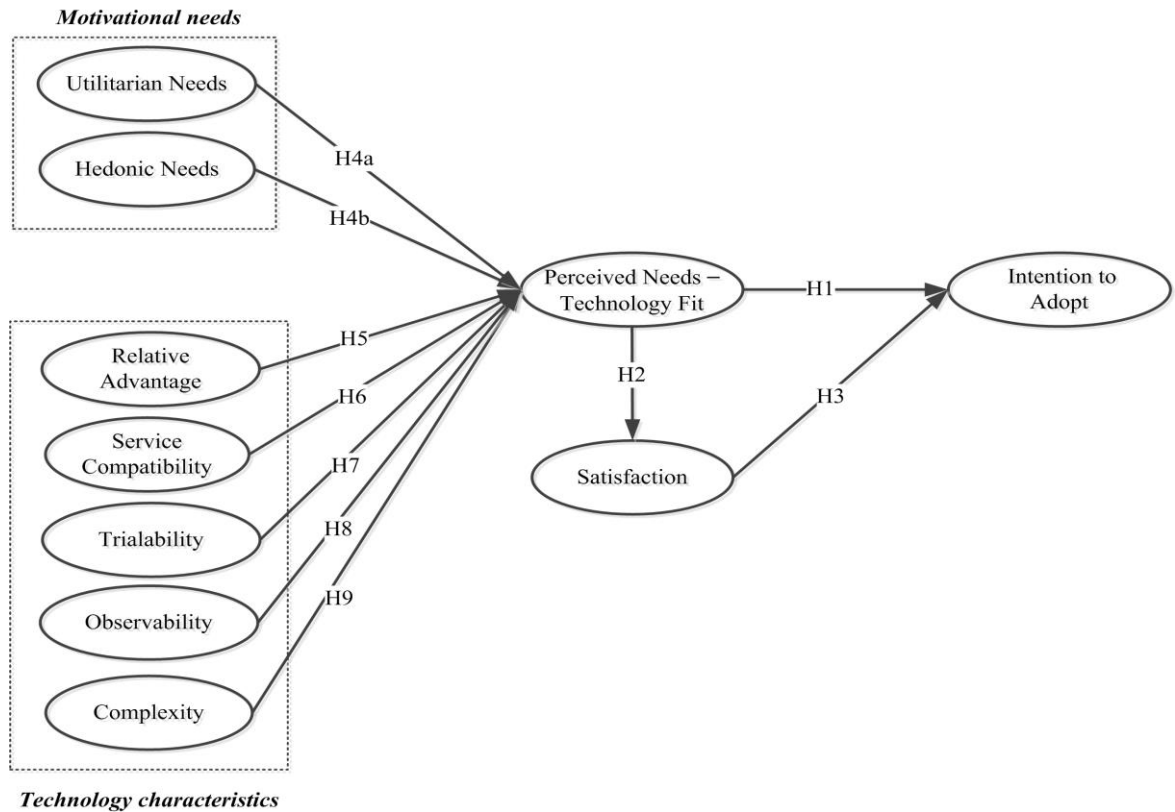 Motivational needs
Utilitarian Needs
Hedonic Needs
H4a
H4b
Perceived Needs –
Technology Fit
H1
Intention to
Adopt
Relative
Advantage
H5
H2
Service
Compatibility
H6
H3
Satisfaction
Trialability
H7
Observability
H8
H9
Complexity
Technology characteristics